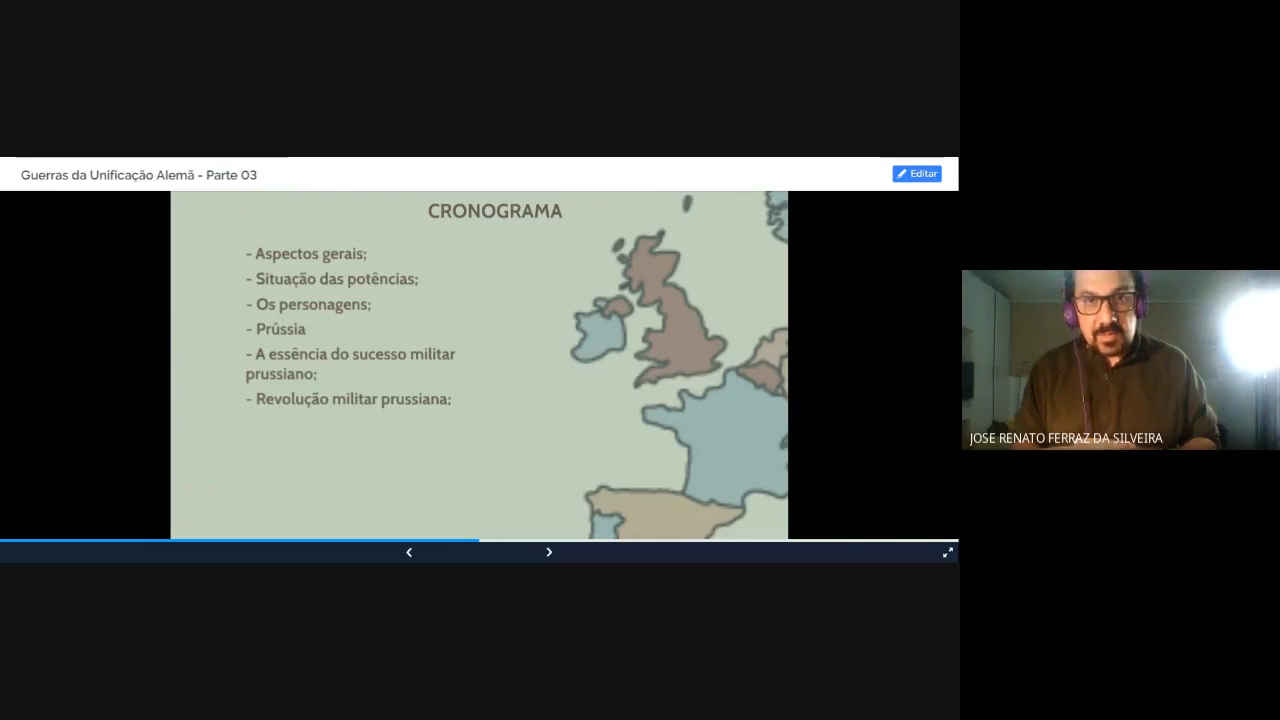 Guerras da Unificação Alemã - Parte 03
Editar
CRONOGRAMA
- Aspectos gerais;
- Situação das potências;
- Os personagens;
- Prússia
- A essência do sucesso militar
prussiano;
- Revolução militar prussiana;
JOSE RENATO FERRAZ DA SILVEIRA